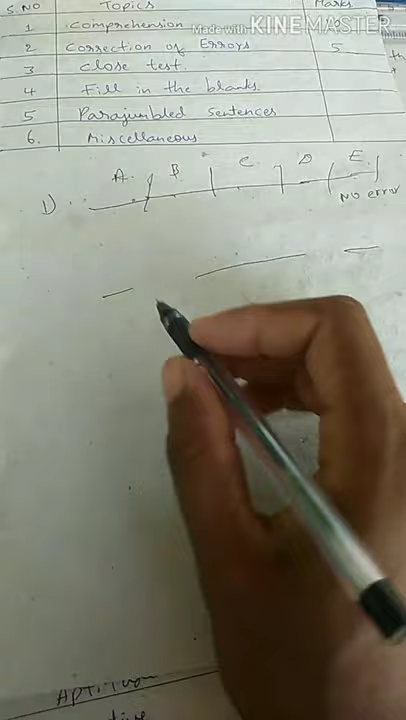 S.NO Topics Marks
1 Comprehension
Made with KINEMASTER
2 Correction of Errors 5
3 Close test
4 Fill in the blanks.
5 Parajumbled Sentences
6. Miscellaneous
A. B. C. D E.
1) NO error